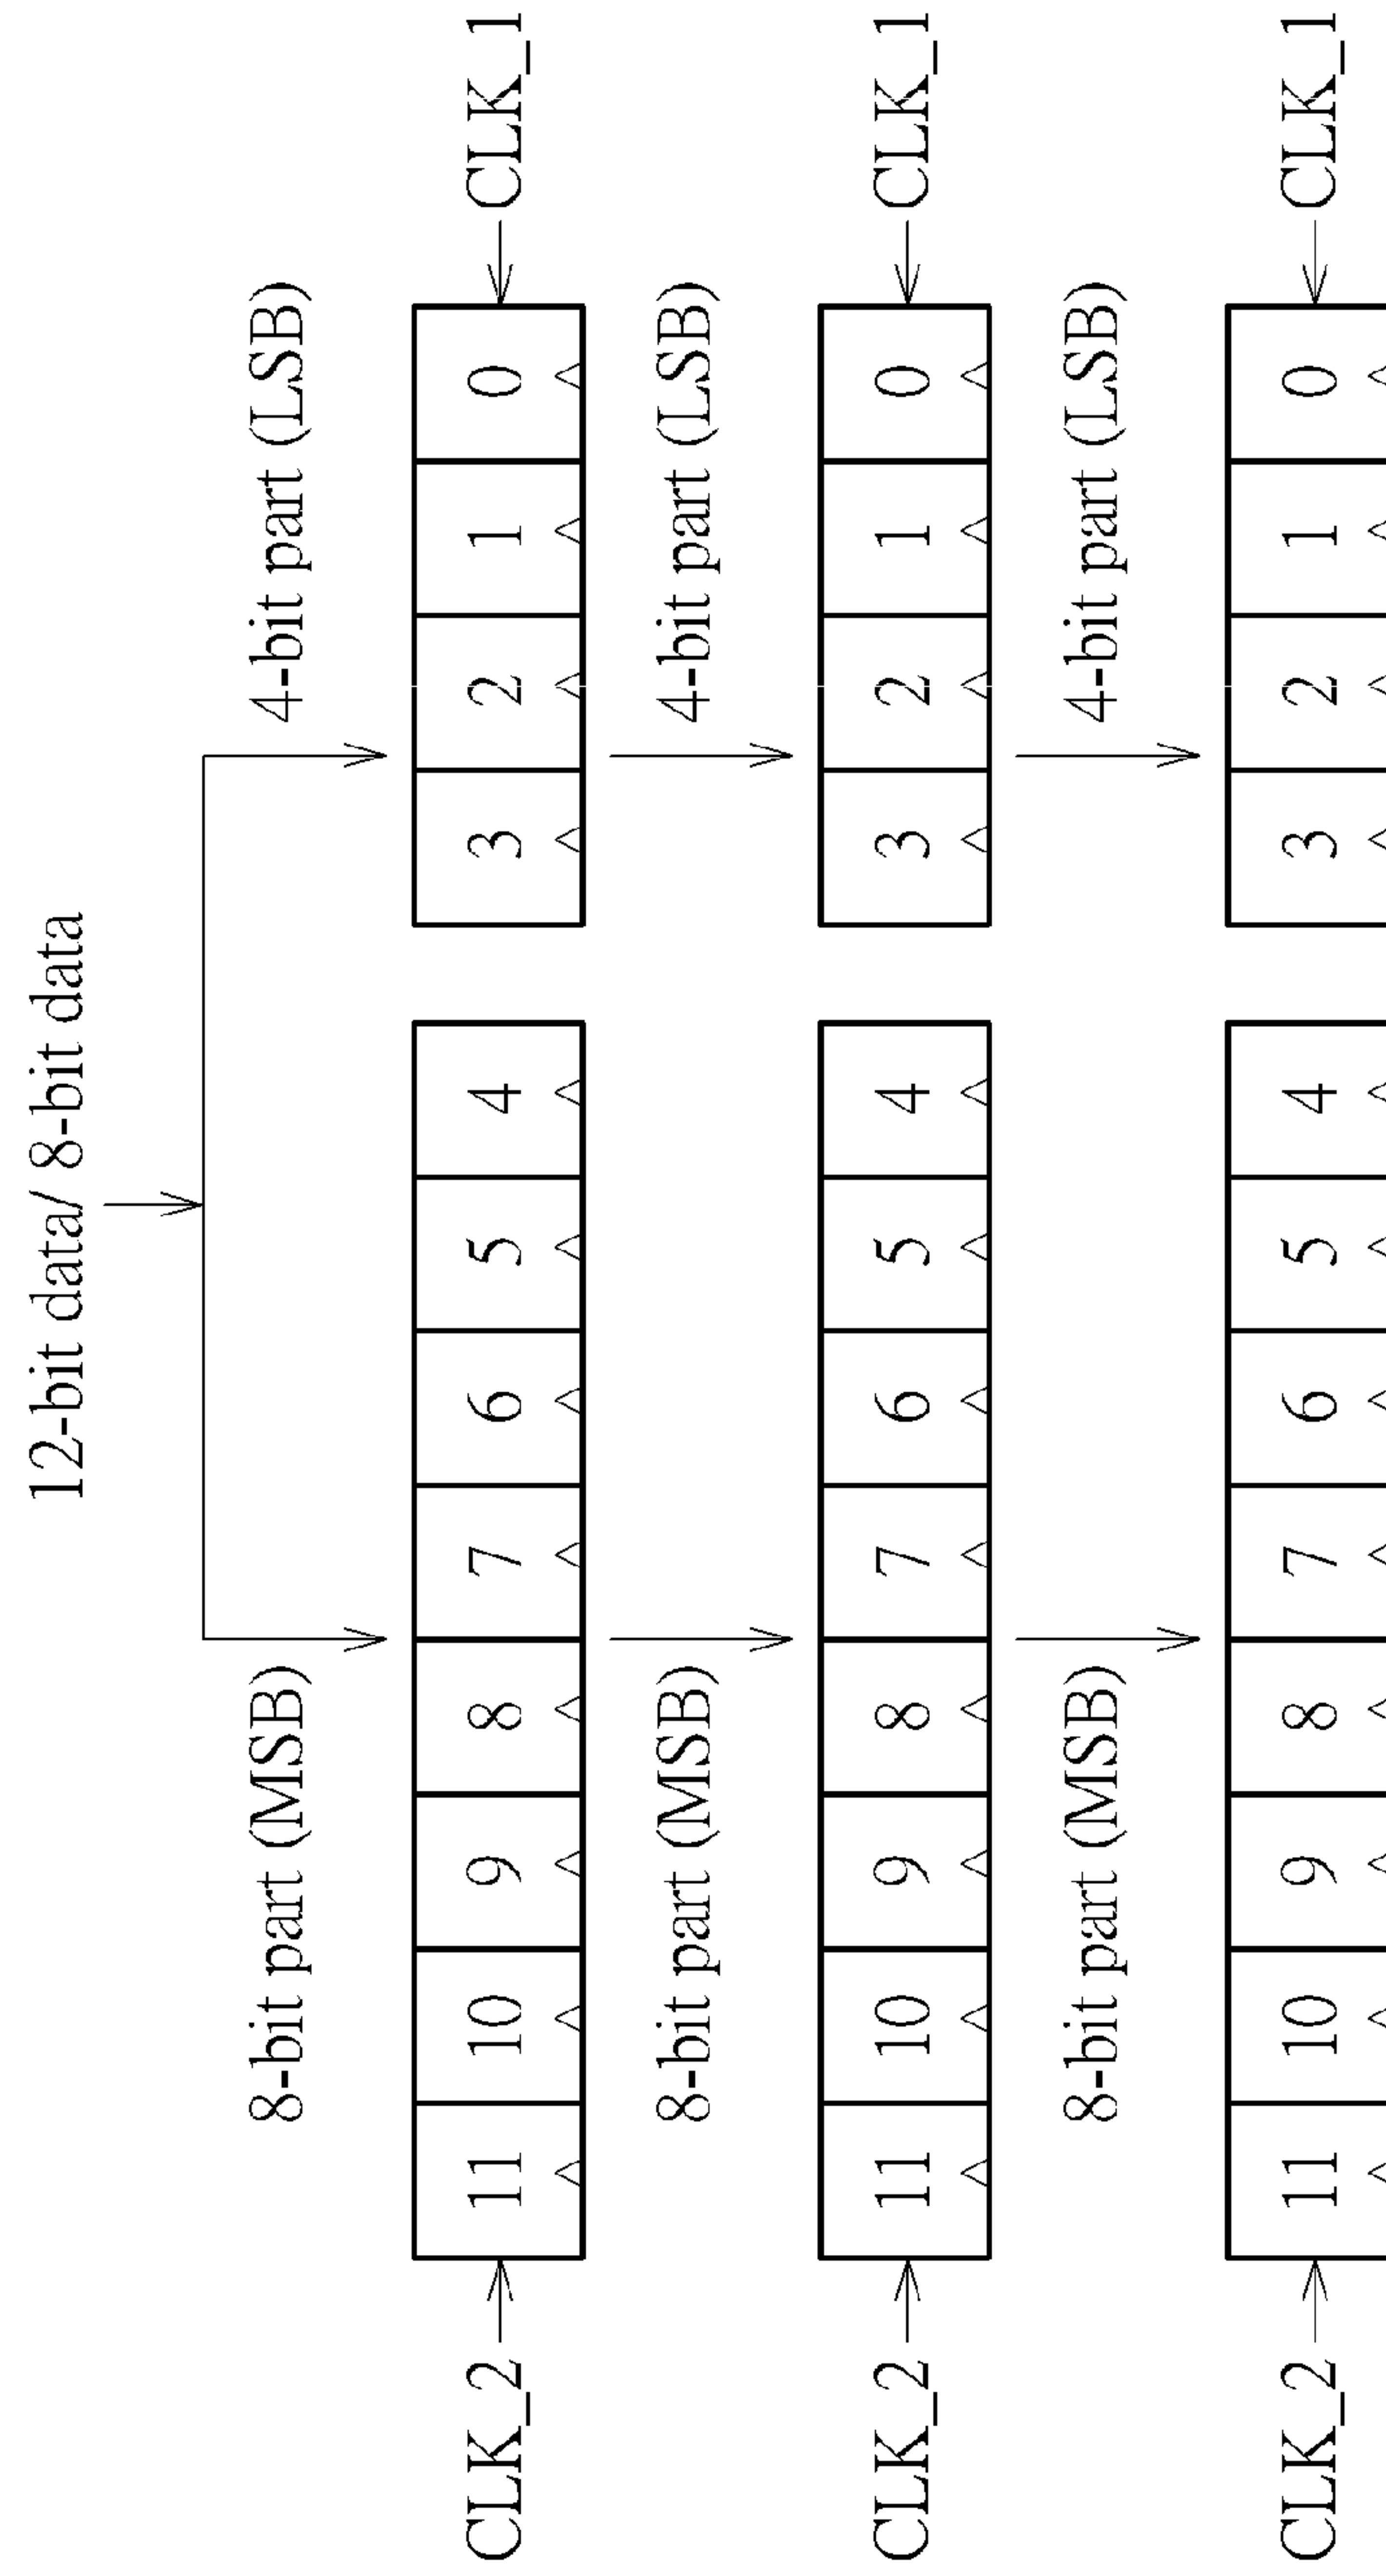 12-bit data/ 8-bit data
8-bit part (MSB) 4-bit part (LSB)
CLK_2 11 10 9 8 7 6 5 4 3 2 1 0 CLK_1
8-bit part (MSB) 4-bit part (LSB)
CLK_2 11 10 9 8 7 6 5 4 3 2 1 0 CLK_1
8-bit part (MSB) 4-bit part (LSB)
CLK_2 11 10 9 8 7 6 5 4 3 2 1 0 CLK_1